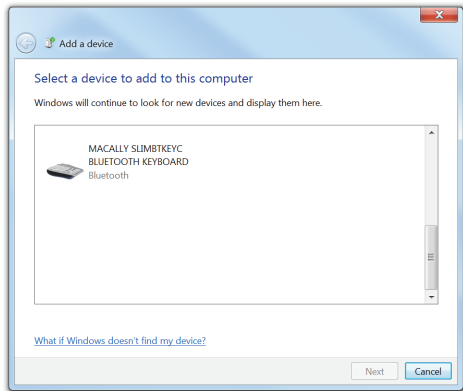 Add a device
Select a device to add to this computer
Windows will continue to look for new devices and display them here.
MACALLY SLIMBTKEYC
BLUETOOTH KEYBOARD
Bluetooth
What if Windows doesn't find my device?
Next
Cancel